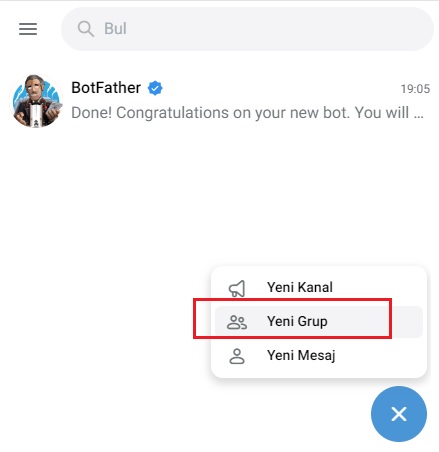 Bul
BotFather
19:05
Done! Congratulations on your new bot. You will ...
Yeni Kanal
Yeni Grup
Yeni Mesaj